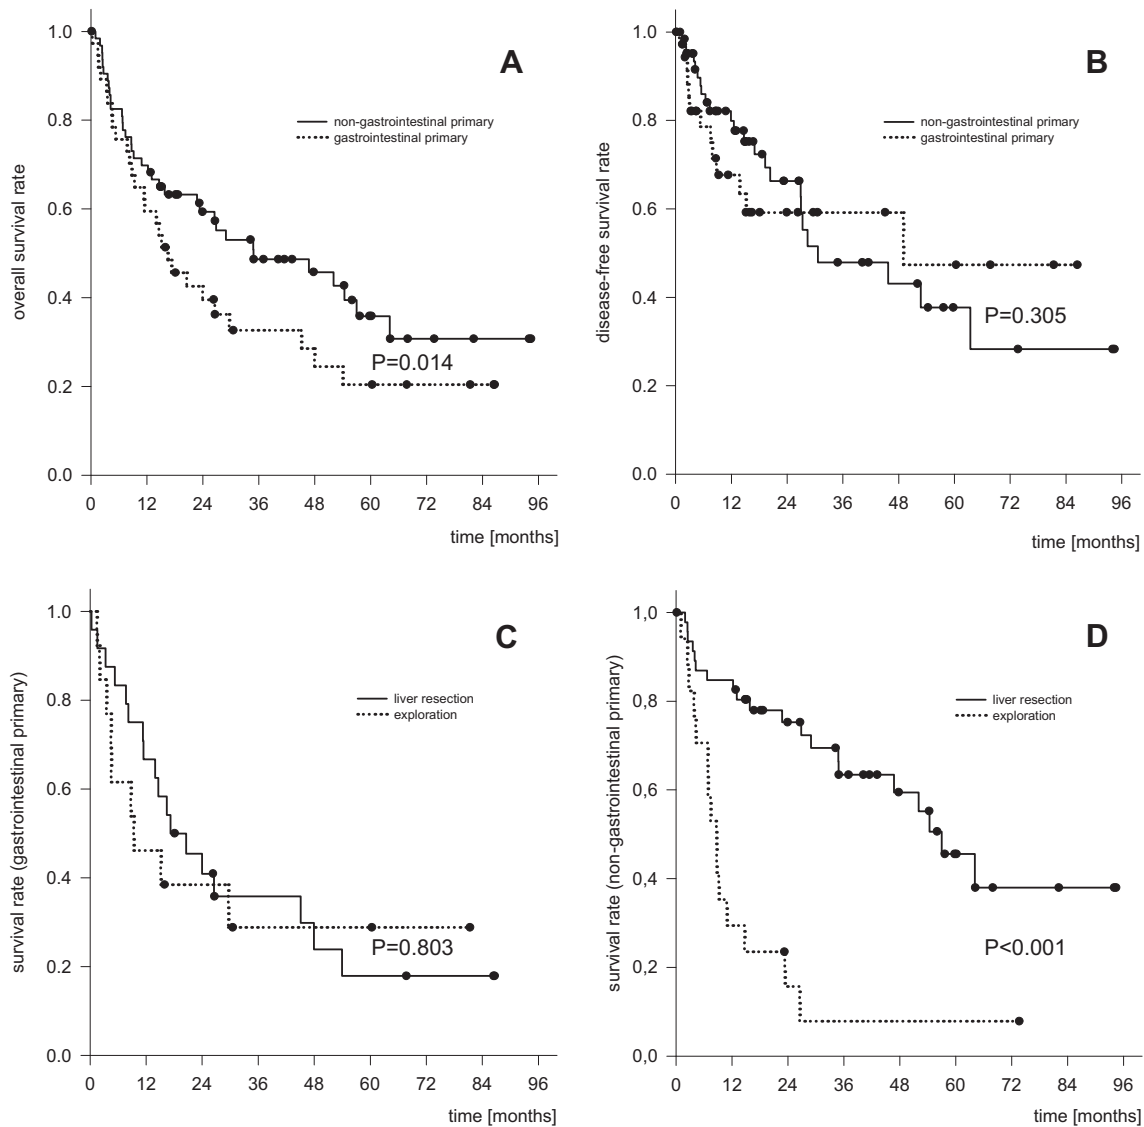 A
1.0
0.8
0.6
0.4
0.2
0.0
overall survival rate
non-gastrointestinal primary
gastrointestinal primary
P=0.014
0 12 24 36 48 60 72 84 96
time [months]
B
1.0
0.8
0.6
0.4
0.2
0.0
disease-free survival rate
non-gastrointestinal primary
gastrointestinal primary
P=0.305
0 12 24 36 48 60 72 84 96
time [months]
C
1.0
0.8
0.6
0.4
0.2
0.0
survival rate (gastrointestinal primary)
liver resection
exploration
P=0.803
0 12 24 36 48 60 72 84 96
time [months]
D
1,0
0,8
0,6
0,4
0,2
0,0
survival rate (non-gastrointestinal primary)
liver resection
exploration
P<0.001
0 12 24 36 48 60 72 84 96
time [months]